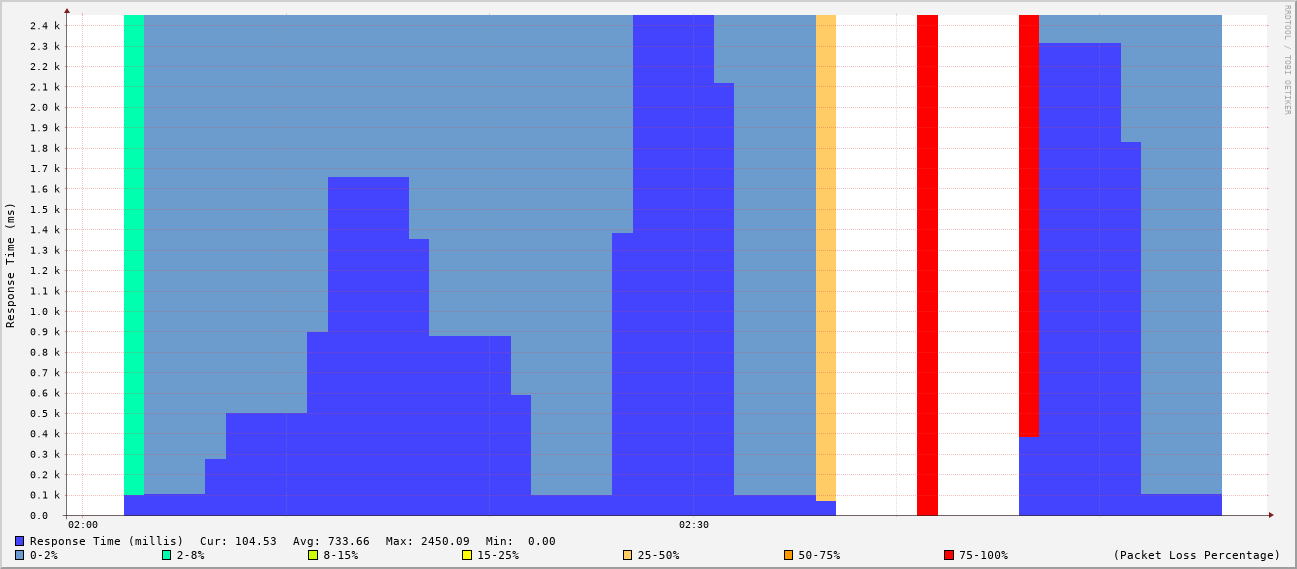 RRDTOOL / TOBI OETIKER
Response Time (ms)
2.4 k
2.3 k
2.2 k
2.1 k
2.0 k
1.9 k
1.8 k
1.7 k
1.6 k
1.5 k
1.4 k
1.3 k
1.2 k
1.1 k
1.0 k
0.9 k
0.8 k
0.7 k
0.6 k
0.5 k
0.4 k
0.3 k
0.2 k
0.1 k
0.0
02:00 02:30
Response Time (millis) Cur: 104.53 Avg: 733.66 Max: 2450.09 Min: 0.00
0-2% 2-8% 8-15% 15-25% 25-50% 50-75% 75-100% (Packet Loss Percentage)